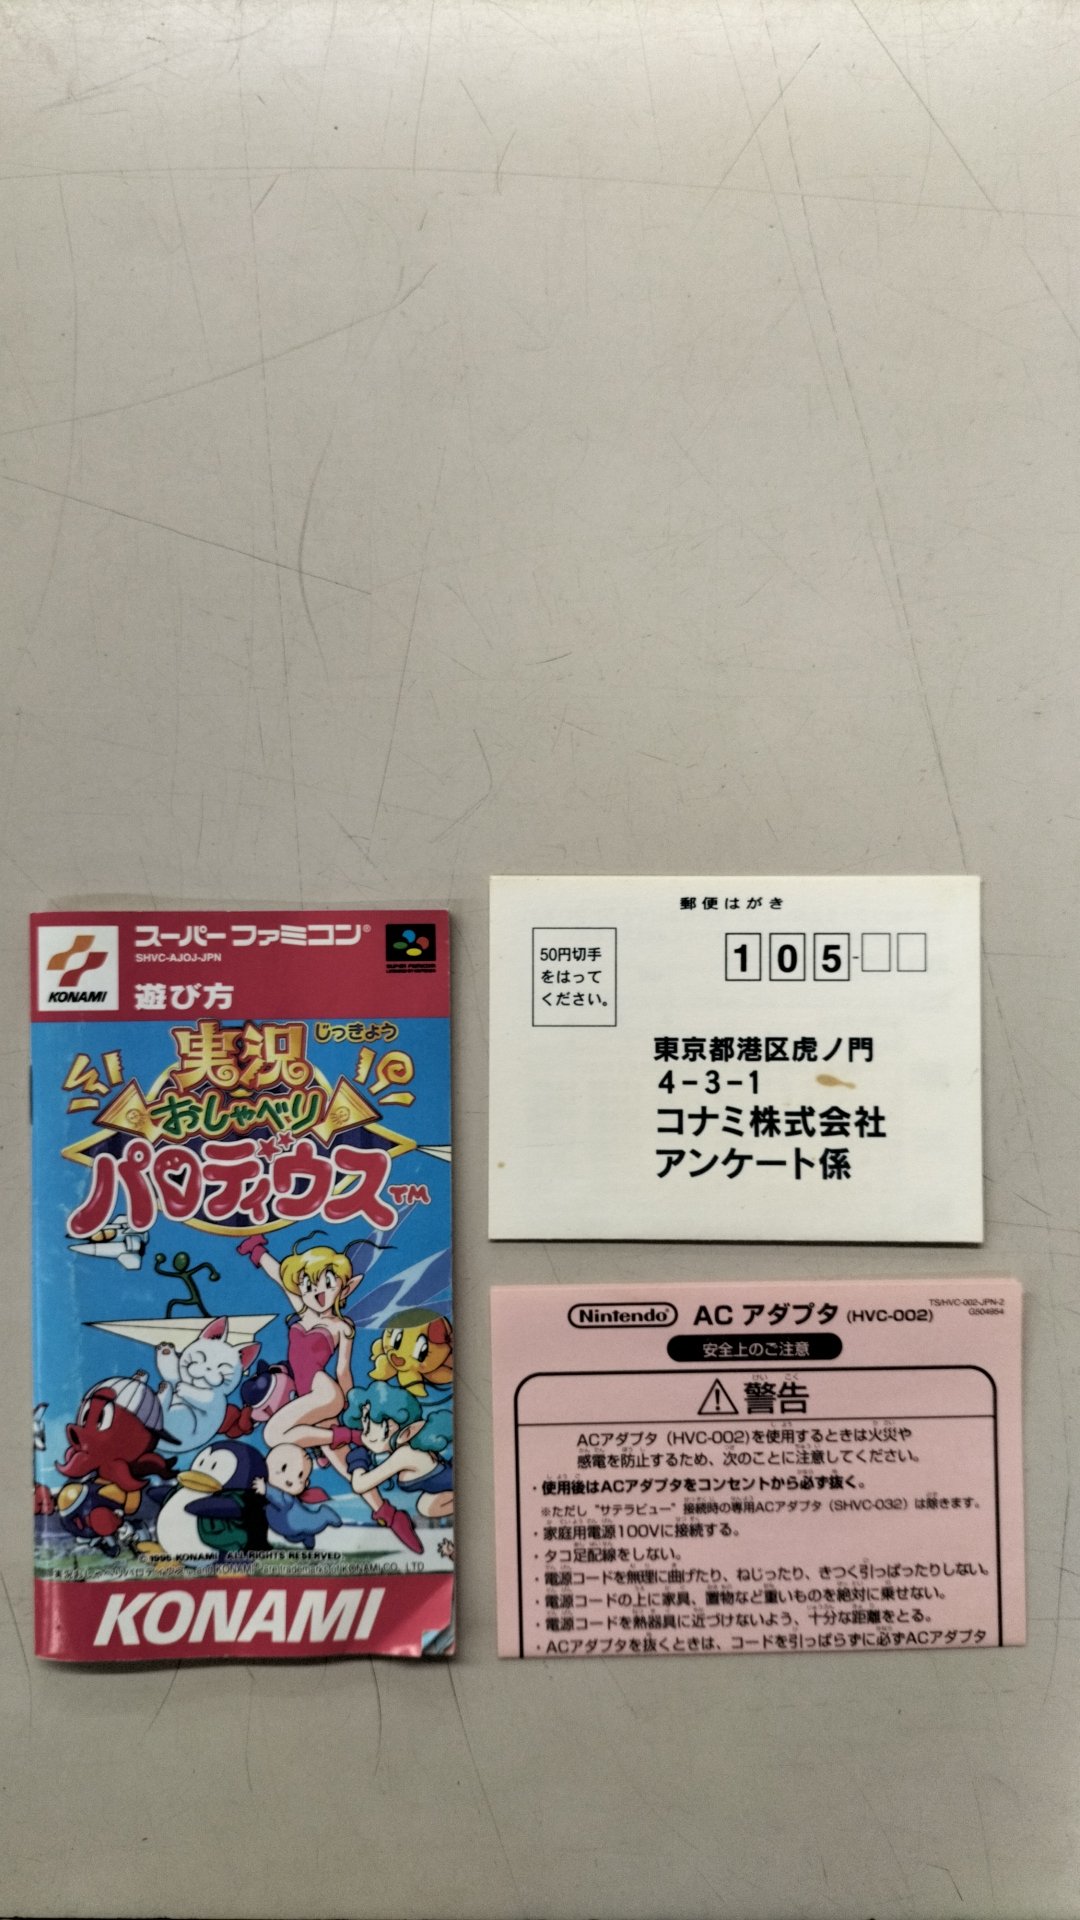 スーパーファミコン®
SHVC-AJOJ-JPN
KONAMI
遊び方
実況 じっきょう
おしゃべり
パロディウス™
© 1995 KONAMI ALL RIGHTS RESERVED.
KONAMI
郵便はがき
50円切手
をはって
ください。
105-
東京都港区虎ノ門
4-3-1
コナミ株式会社
アンケート係
TS/HVC-002-JPN-2
GS04954
Nintendo® ACアダプタ (HVC-002)
安全上のご注意
⚠警告
ACアダプタ（HVC-002)を使用するときは火災や
感電を防止するため、次のことに注意してください。
・使用後はACアダプタをコンセントから必ず抜く。
※ただし“サテラビュー”接続時の専用ACアダプタ（SHVC-032）は除きます。
・家庭用電源100Vに接続する。
・タコ足配線をしない。
・電源コードを無理に曲げたり、ねじったり、きつく引っぱったりしない。
・電源コードの上に家具、置物など重いものを絶対に乗せない。
・電源コードを熱器具に近づけないよう、十分な距離をとる。
・ACアダプタを抜くときは、コードを引っぱらずに必ずACアダプタ